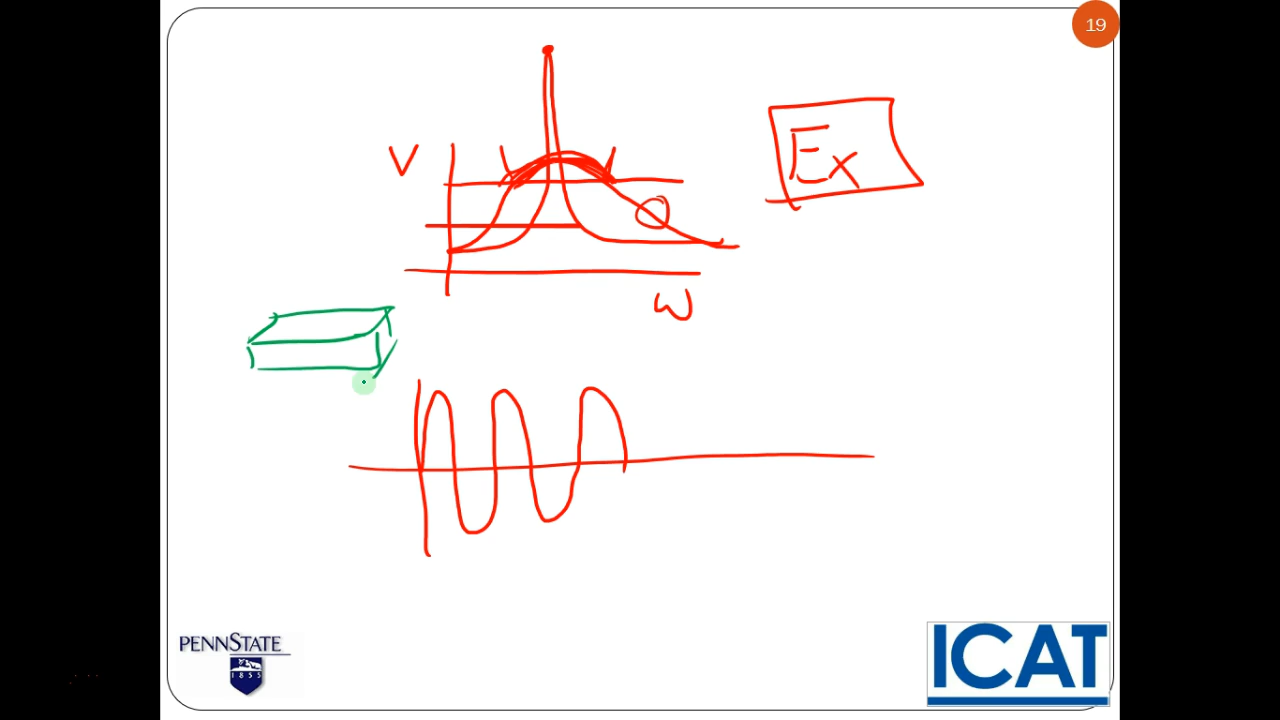 19
V
Ex
ω
PENNSTATE
1855
ICAT